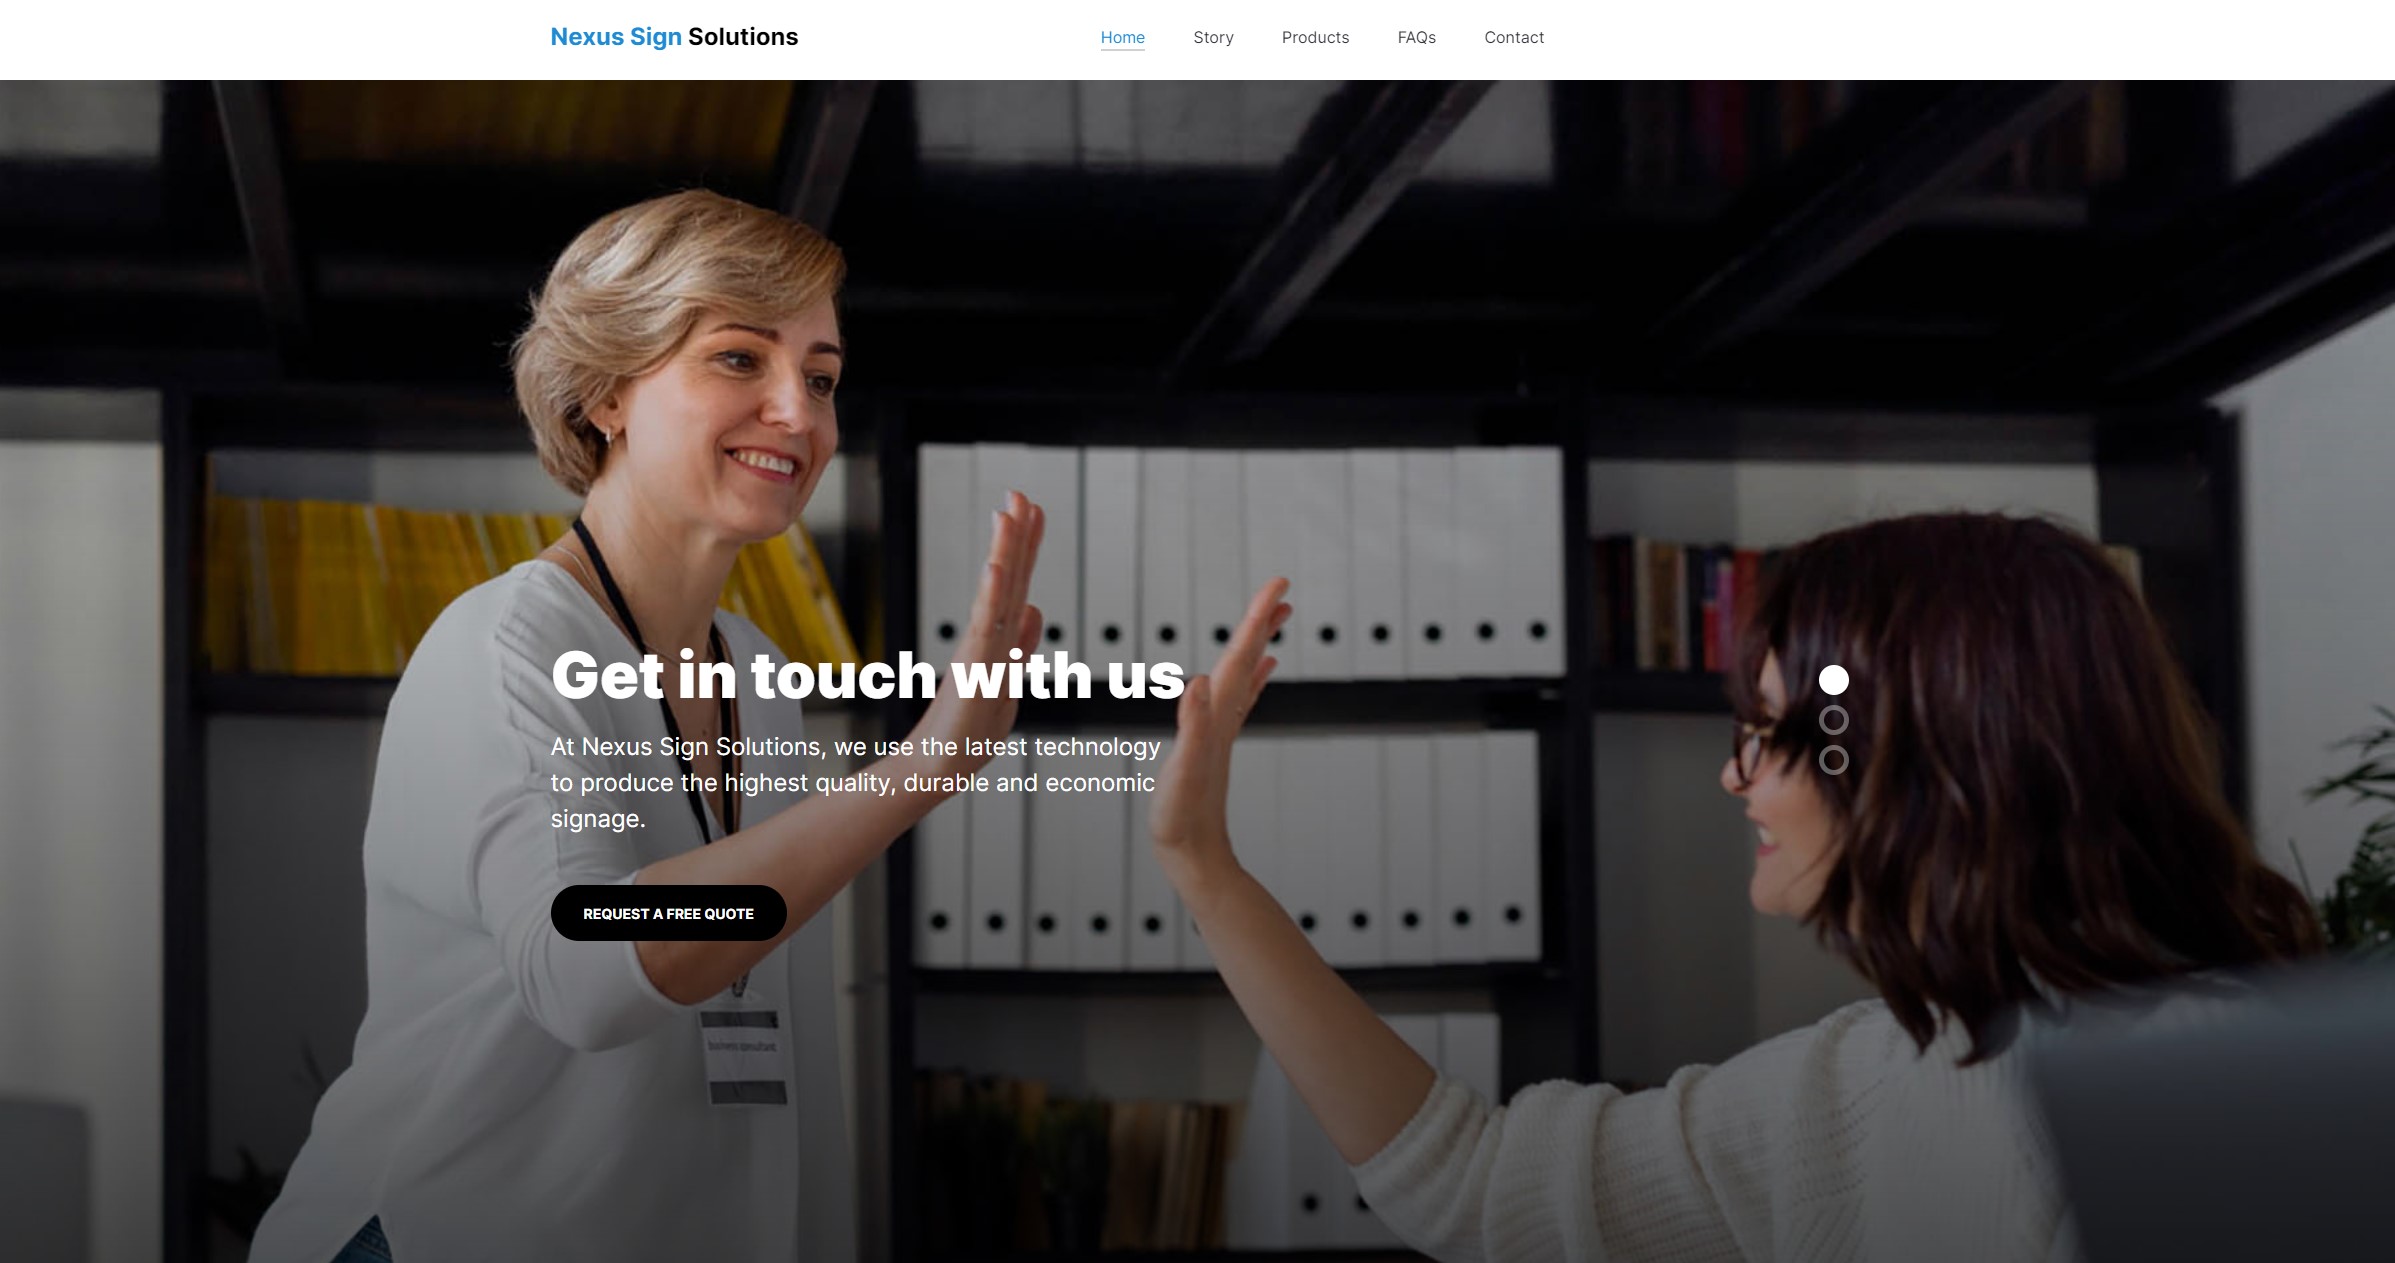 Nexus Sign Solutions
Home Story Products FAQs Contact
Get in touch with us
At Nexus Sign Solutions, we use the latest technology
to produce the highest quality, durable and economic
signage.
REQUEST A FREE QUOTE